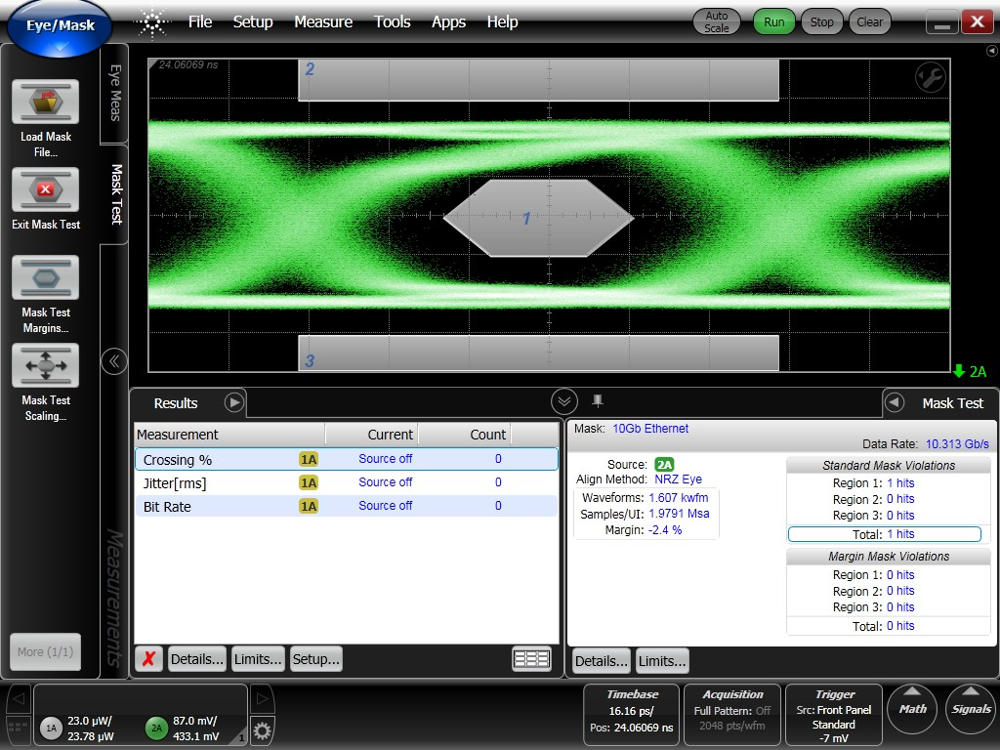 Eye/Mask
File Setup Measure Tools Apps Help
Auto Scale
Run
Stop
Clear
Load Mask
File...
Exit Mask Test
Mask Test
Margins...
Mask Test
Scaling...
More (1/1)
Eye Meas
Mask Test
Measurements
24.06069 ns
2
1
3
2A
Results
Measurement Current Count
Crossing % 1A Source off 0
Jitter[rms] 1A Source off 0
Bit Rate 1A Source off 0
Details... Limits... Setup...
Mask Test
Mask: 10Gb Ethernet
Data Rate: 10.313 Gb/s
Source: 2A
Align Method: NRZ Eye
Waveforms: 1.607 kwfm
Samples/UI: 1.9791 Msa
Margin: -2.4 %
Standard Mask Violations
Region 1: 1 hits
Region 2: 0 hits
Region 3: 0 hits
Total: 1 hits
Margin Mask Violations
Region 1: 0 hits
Region 2: 0 hits
Region 3: 0 hits
Total: 0 hits
Details... Limits...
1A 23.0 µW/
23.78 µW
2A 87.0 mV/
433.1 mV
1
Timebase
16.16 ps/
Pos: 24.06069 ns
Acquisition
Full Pattern: Off
2048 pts/wfm
Trigger
Src: Front Panel
Standard
-7 mV
Math
Signals